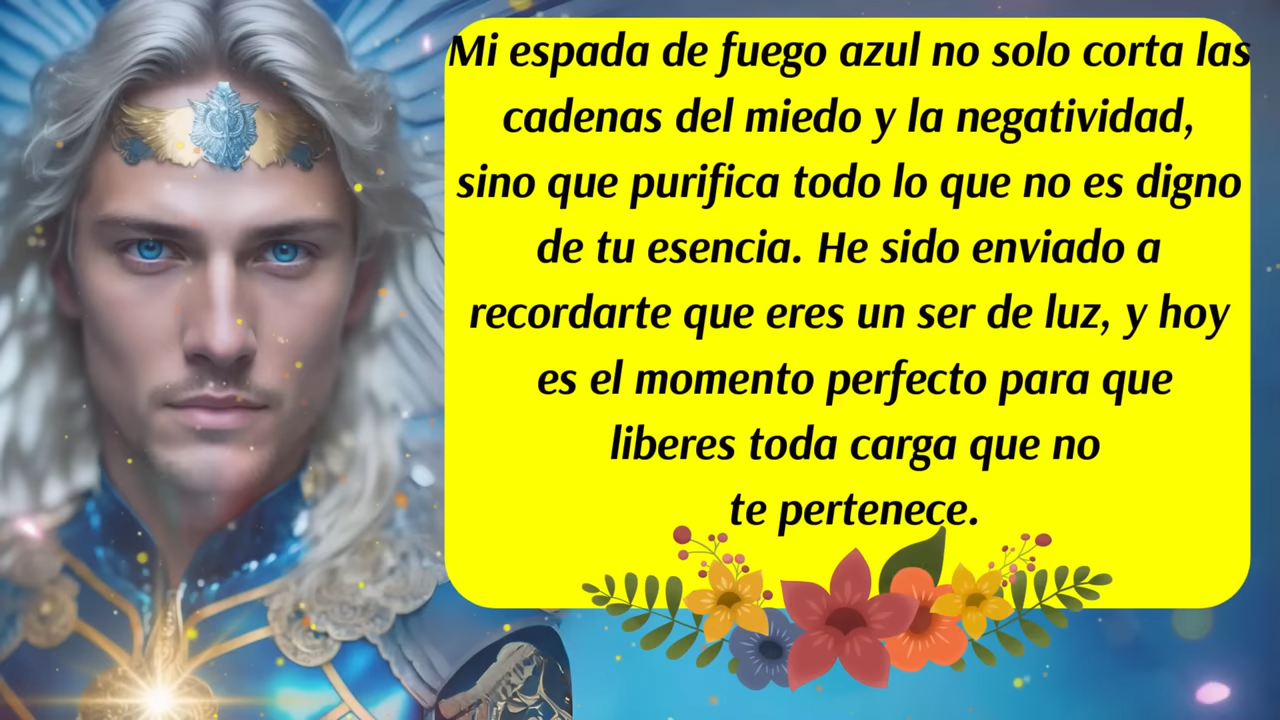 Mi espada de fuego azul no solo corta las
cadenas del miedo y la negatividad,
sino que purifica todo lo que no es digno
de tu esencia. He sido enviado a
recordarte que eres un ser de luz, y hoy
es el momento perfecto para que
liberes toda carga que no
te pertenece.